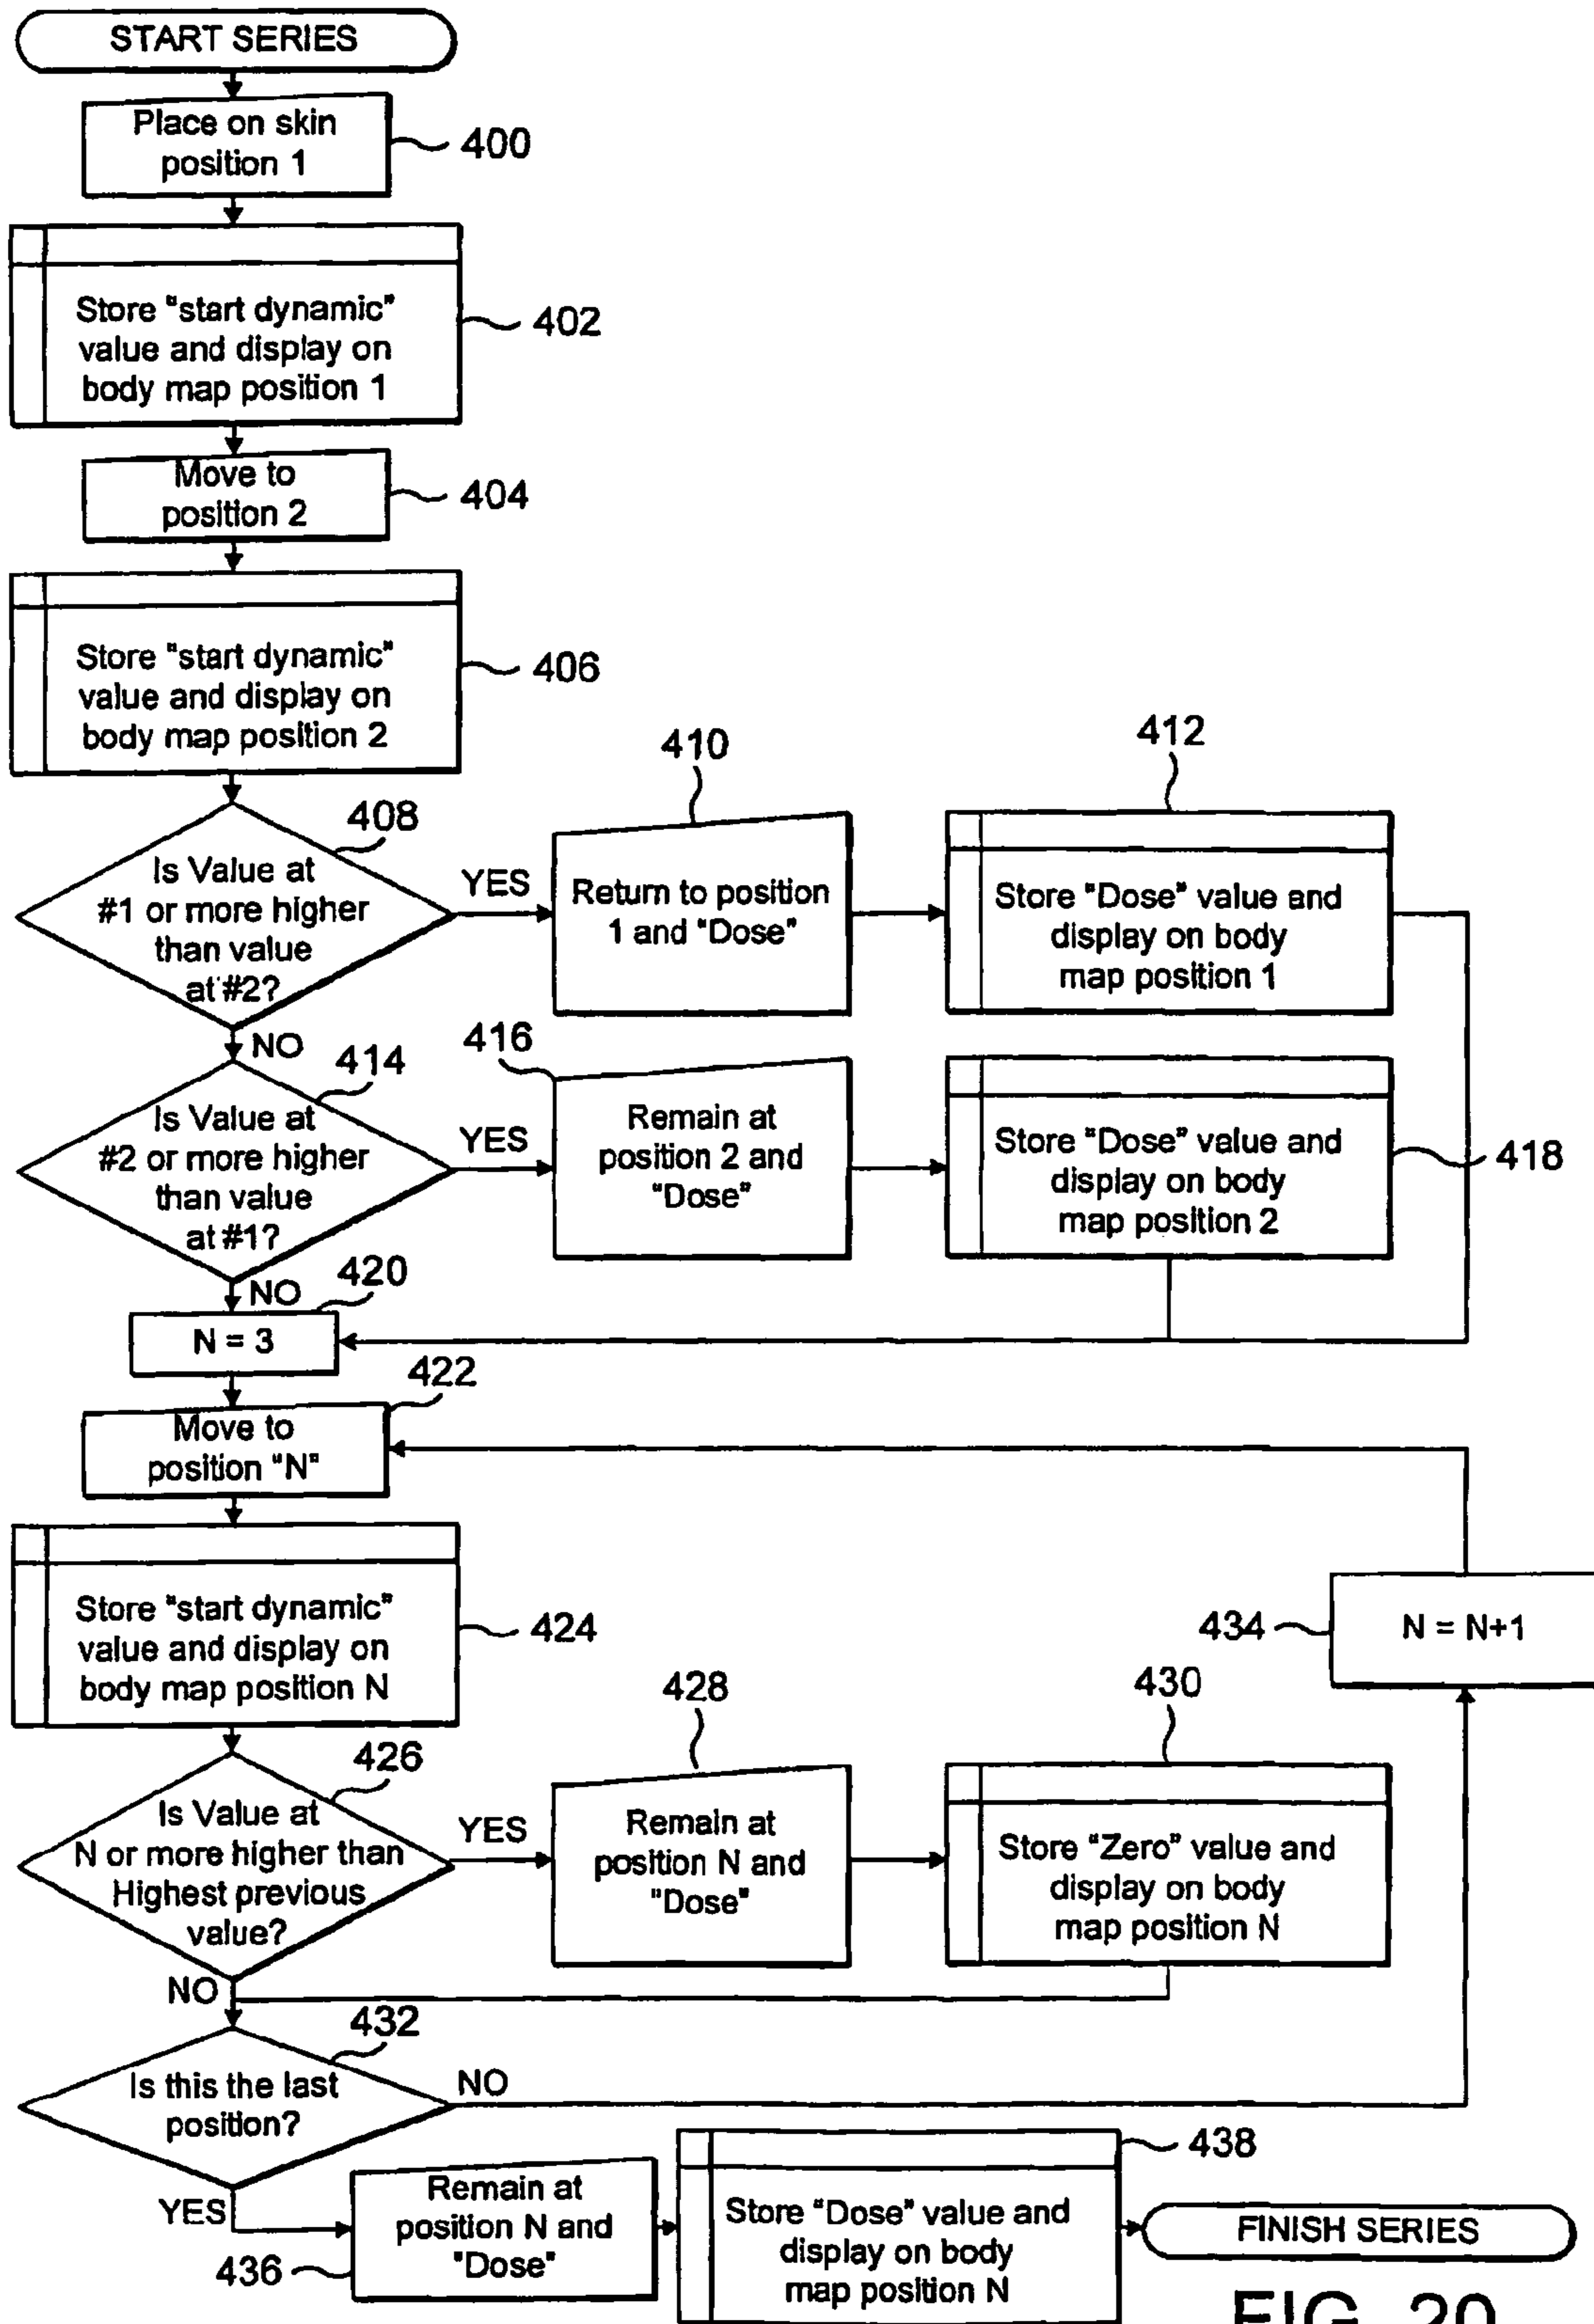 START SERIES
Place on skin
position 1
400
Store "start dynamic"
value and display on
body map position 1
402
Move to
position 2
404
Store "start dynamic"
value and display on
body map position 2
406
408
Is Value at
#1 or more higher
than value
at #2?
YES
410
Return to position
1 and "Dose"
412
Store "Dose" value and
display on body
map position 1
NO
414
Is Value at
#2 or more higher
than value
at #1?
YES
416
Remain at
position 2 and
"Dose"
Store "Dose" value and
display on body
map position 2
418
NO
420
N = 3
422
Move to
position "N"
Store "start dynamic"
value and display on
body map position N
424
434
N = N+1
426
Is Value at
N or more higher than
Highest previous
value?
YES
428
Remain at
position N and
"Dose"
430
Store "Zero" value and
display on body
map position N
NO
432
Is this the last
position?
NO
YES
Remain at
position N and
"Dose"
436
438
Store "Dose" value and
display on body
map position N
FINISH SERIES
FIG. 20